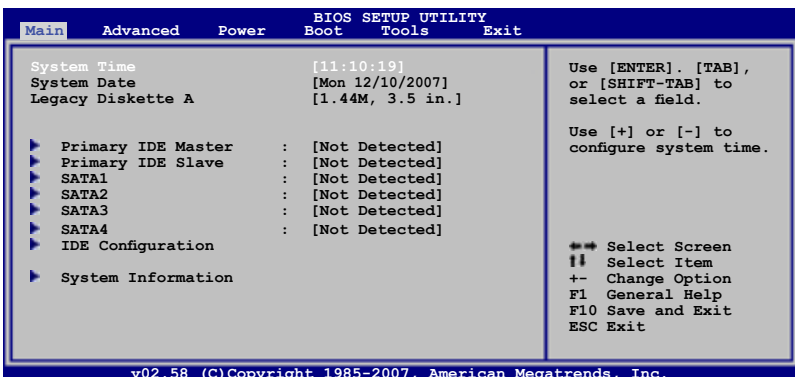 BIOS SETUP UTILITY
Main Advanced Power Boot Tools Exit
System Time [11:10:19]
System Date [Mon 12/10/2007]
Legacy Diskette A [1.44M, 3.5 in.]
Primary IDE Master : [Not Detected]
Primary IDE Slave : [Not Detected]
SATA1 : [Not Detected]
SATA2 : [Not Detected]
SATA3 : [Not Detected]
SATA4 : [Not Detected]
IDE Configuration
System Information
Use [ENTER]. [TAB],
or [SHIFT-TAB] to
select a field.
Use [+] or [-] to
configure system time.
Select Screen
Select Item
+- Change Option
F1 General Help
F10 Save and Exit
ESC Exit
v02.58 (C)Copyright 1985-2007, American Megatrends, Inc.